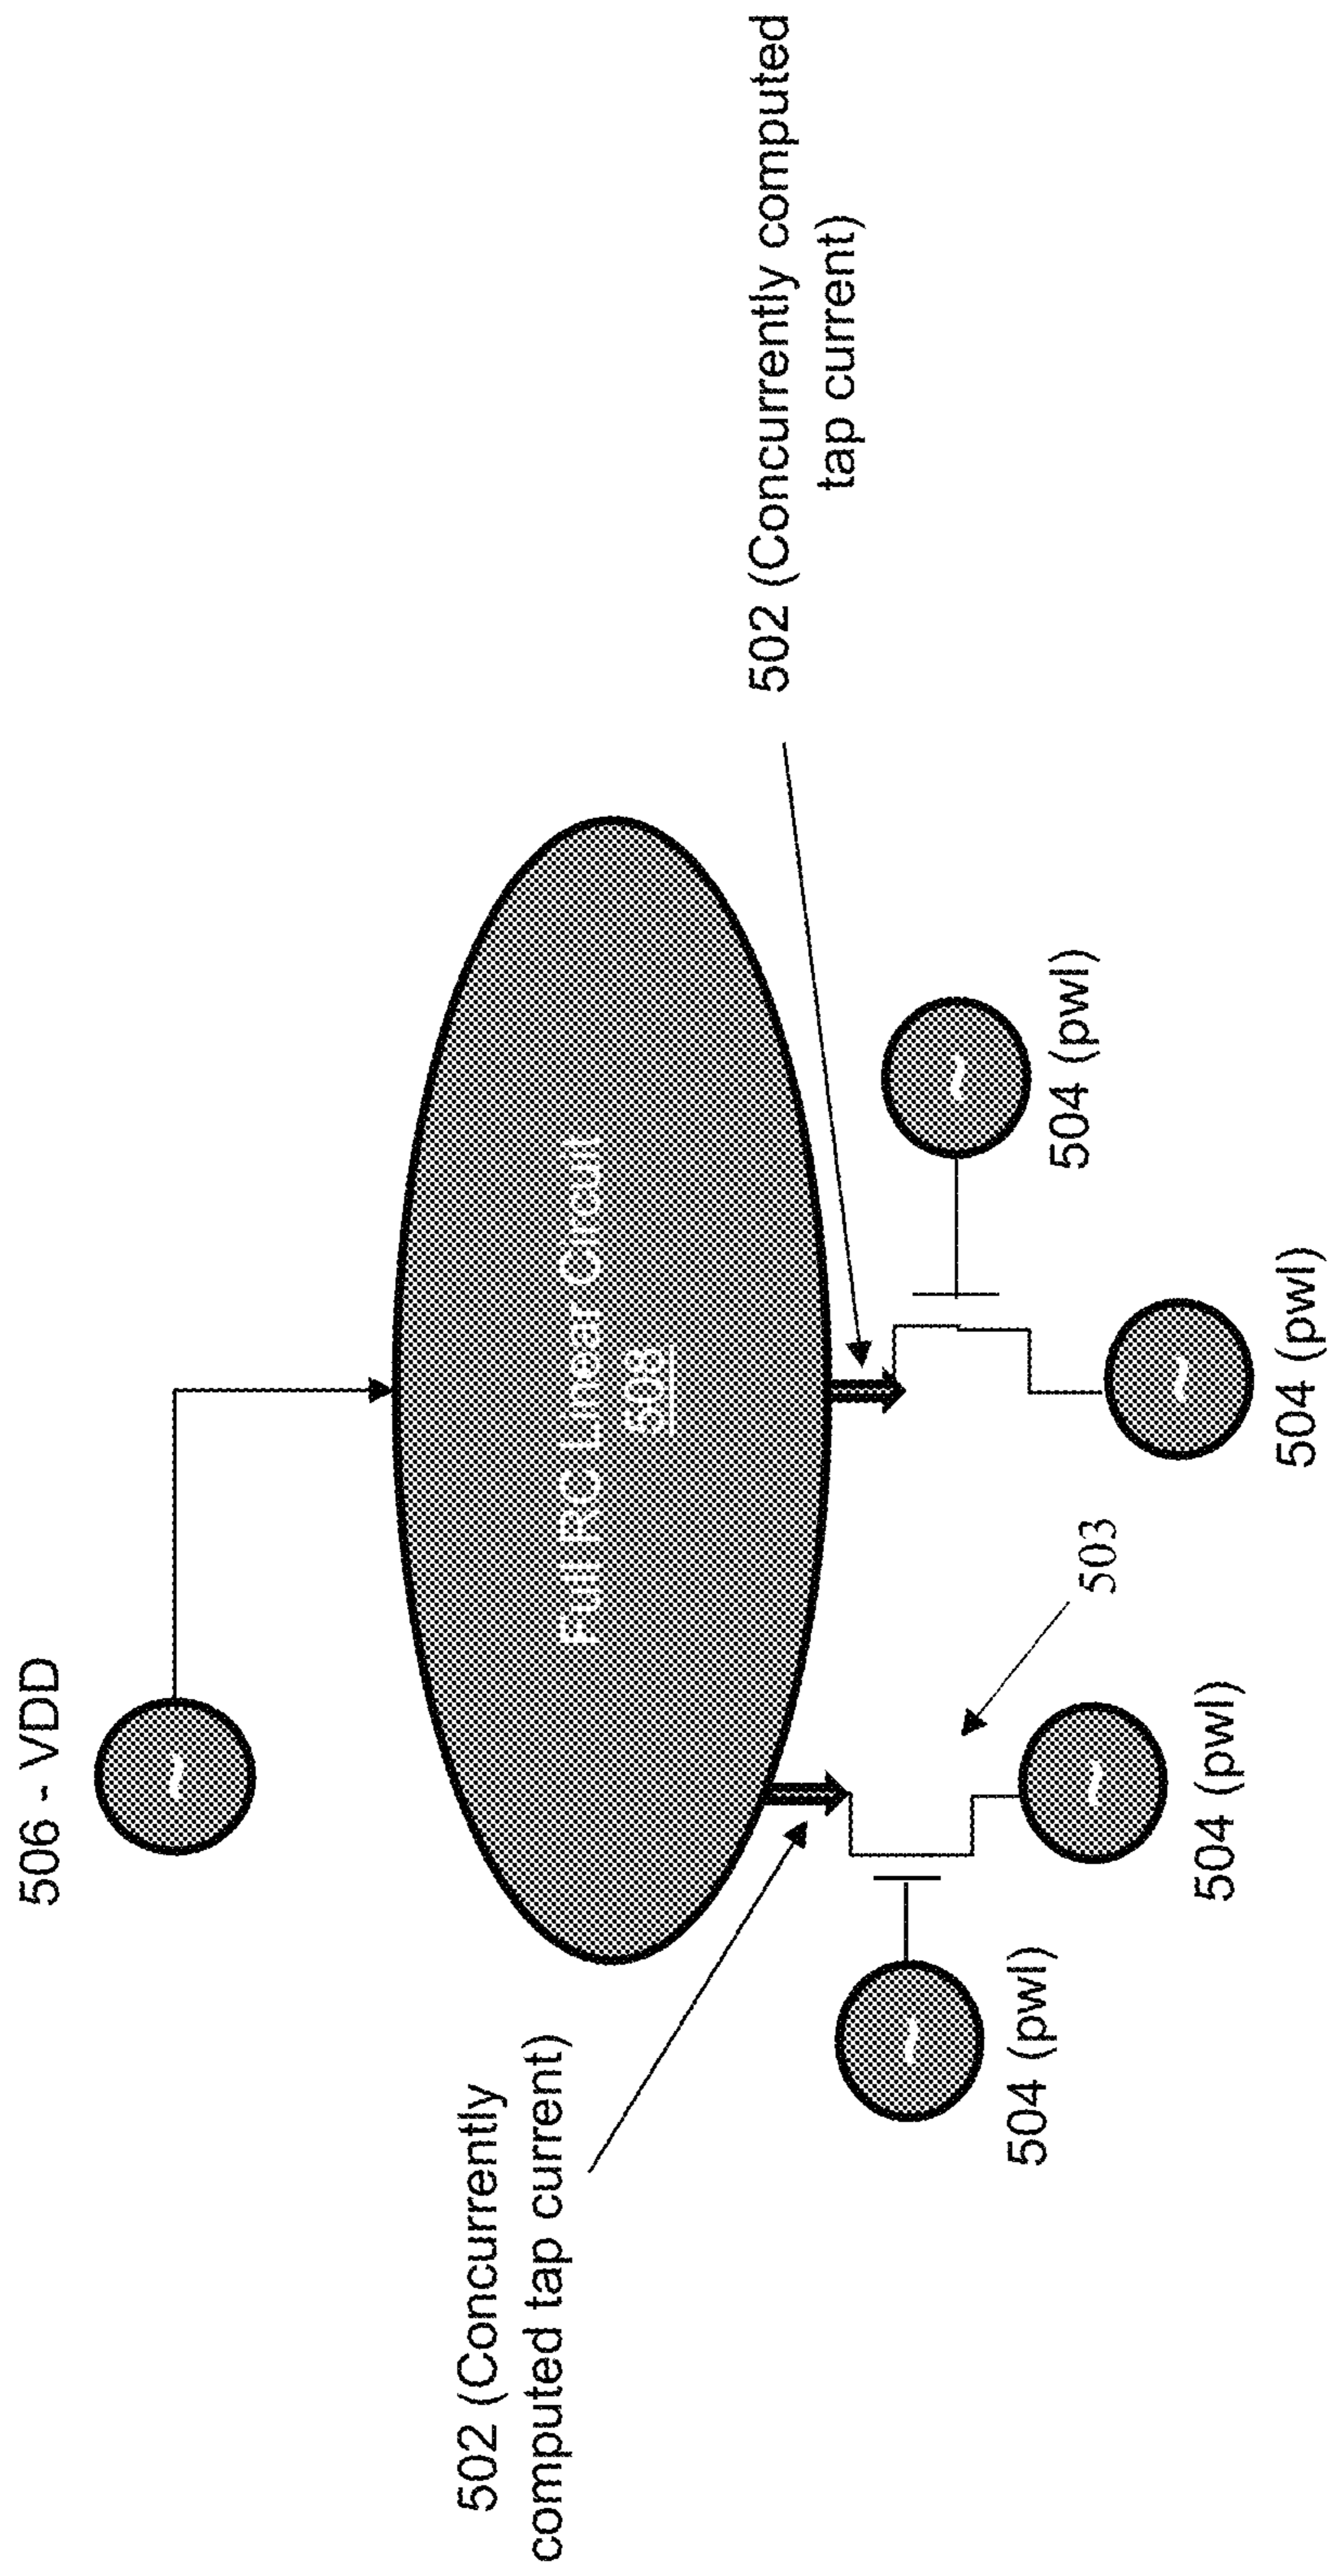 506 - VDD
502 (Concurrently
computed tap current)
Full RC Linear Circuit
508
502 (Concurrently computed
tap current)
504 (pwl)
504 (pwl)
503
504 (pwl)
504 (pwl)